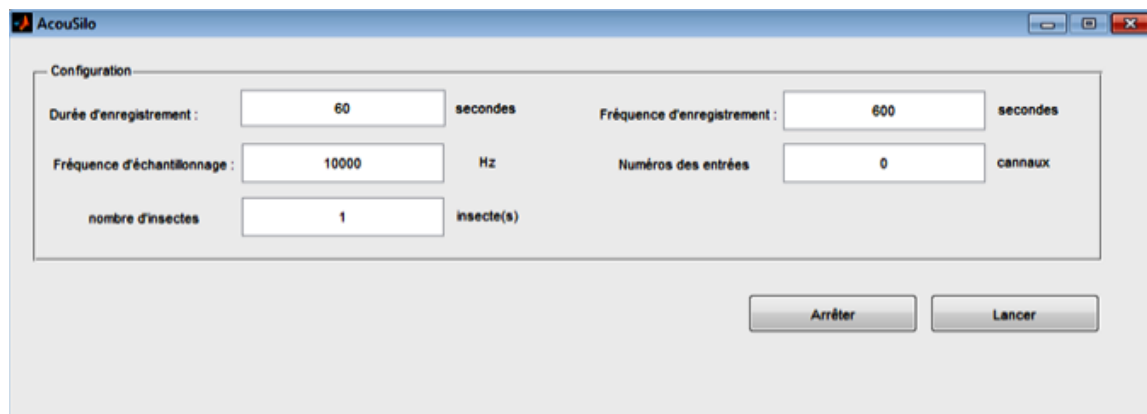 AcouSilo
Configuration
Durée d'enregistrement : 60 secondes Fréquence d'enregistrement : 600 secondes
Fréquence d'échantillonnage : 10000 Hz Numéros des entrées 0 cannaux
nombre d'insectes 1 insecte(s)
Arrêter Lancer